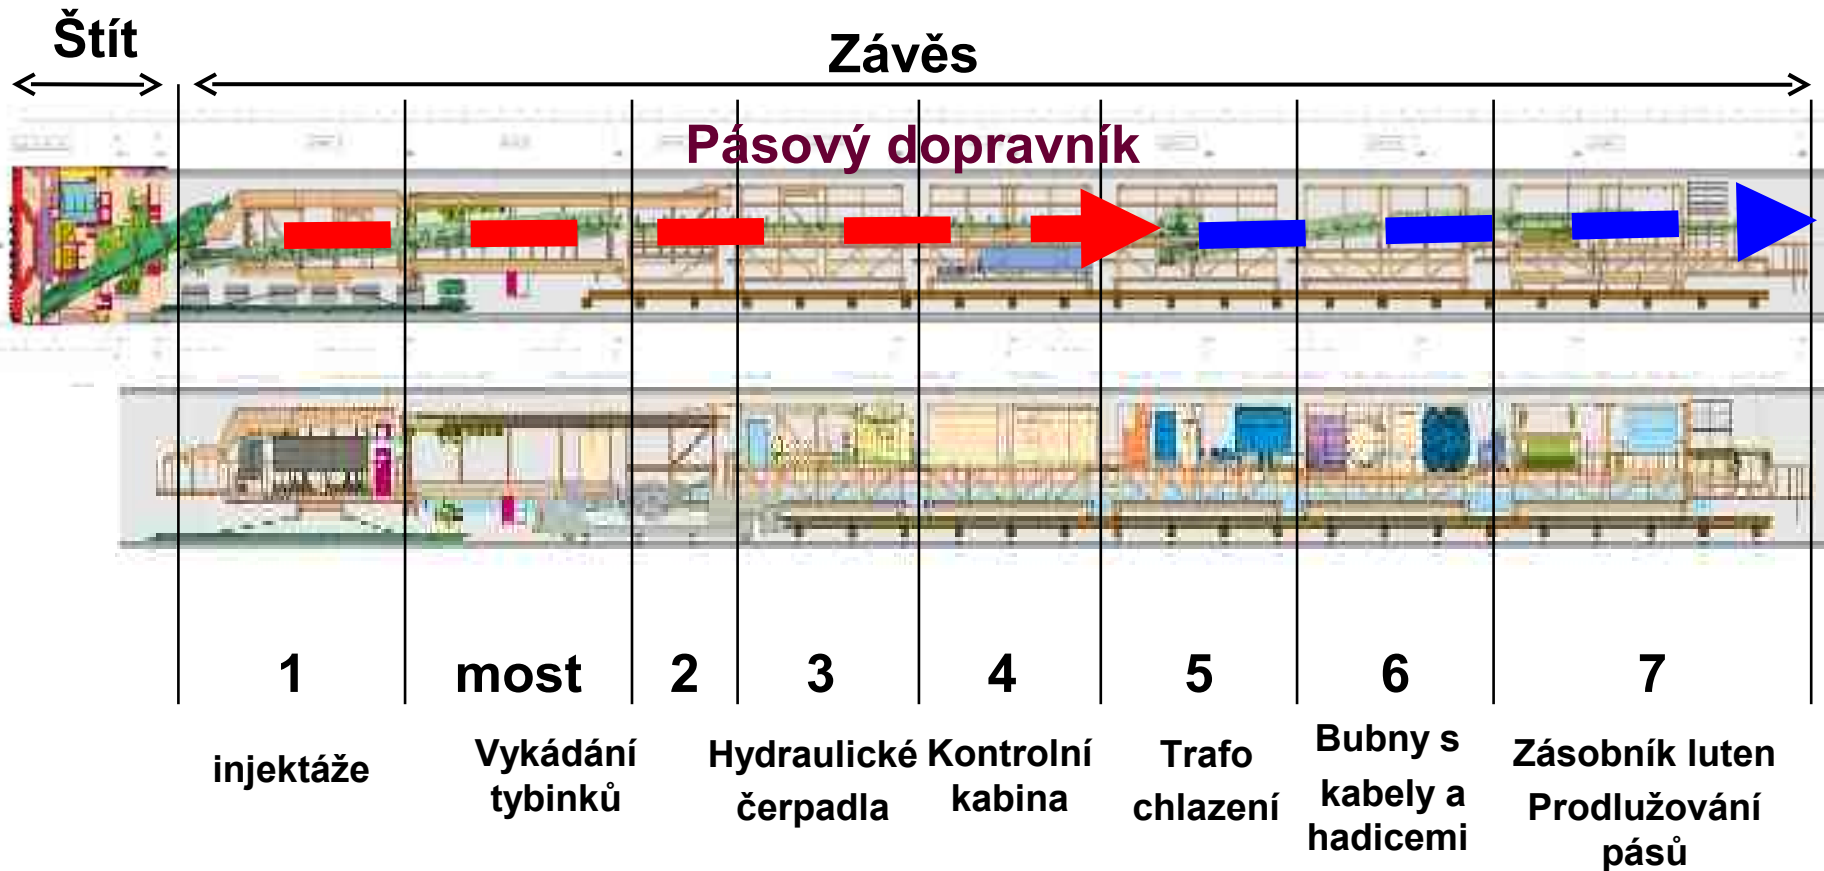 Štít
Závěs
Pásový dopravník
1
most
2
3
4
5
6
7
injektáže
Vykádání
tybinků
Hydraulické
čerpadla
Kontrolní
kabina
Trafo
chlazení
Bubny s
kabely a
hadicemi
Zásobník luten
Prodlužování
pásů